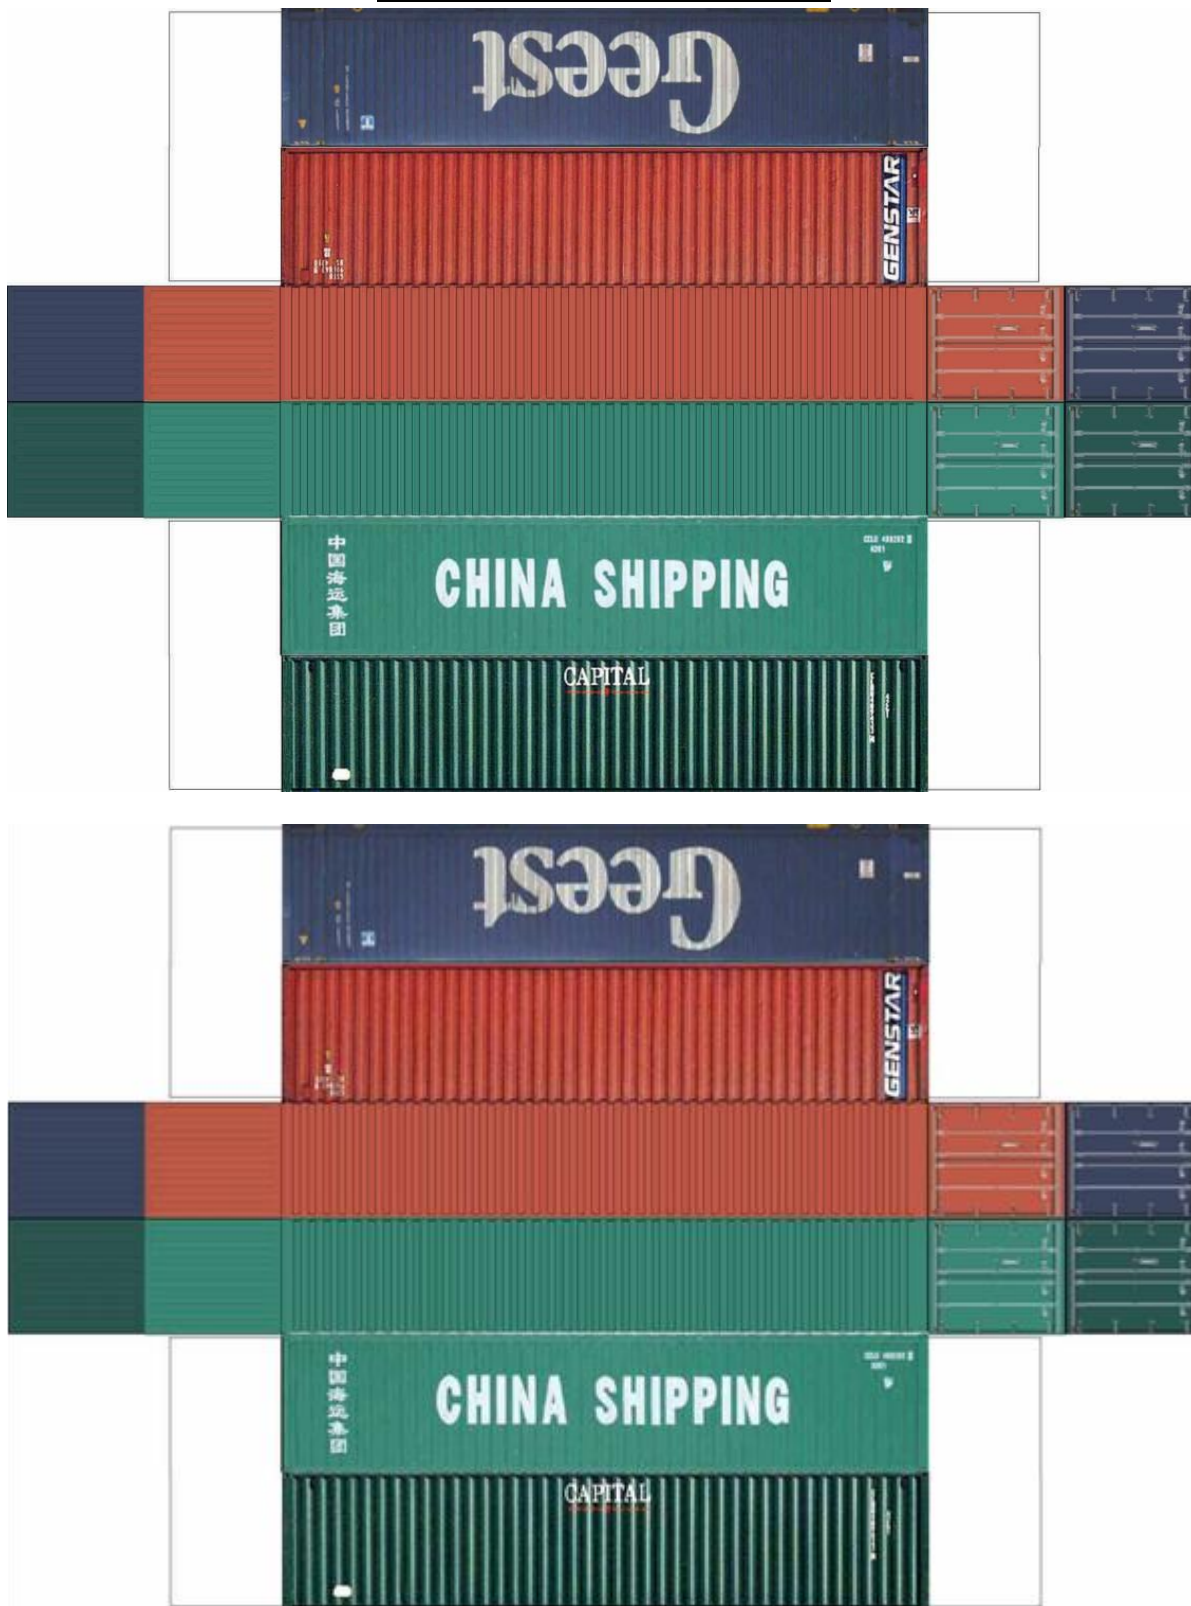 Geest
GENSTAR
中国海运集团
CHINA SHIPPING
CAPITAL
Geest
GENSTAR
中国海运集团
CHINA SHIPPING
CAPITAL